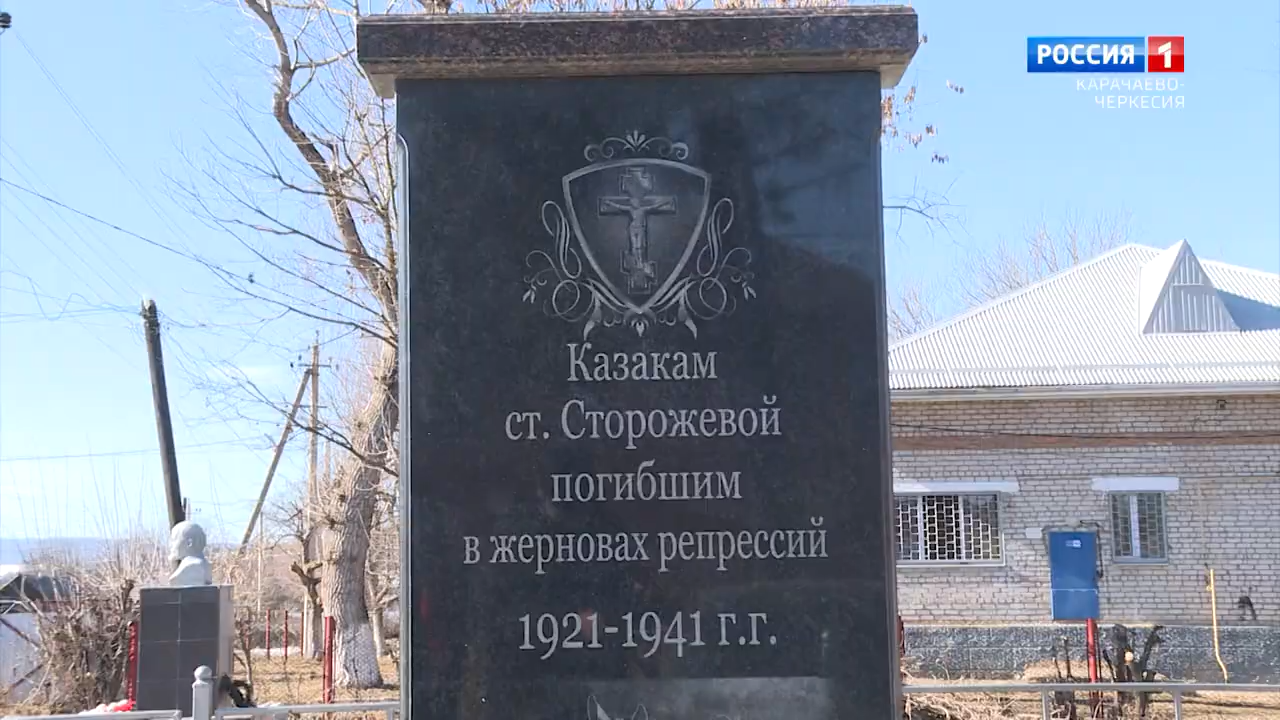 РОССИЯ 1
КАРАЧАЕВО-
ЧЕРКЕСИЯ
Казакам
ст. Сторожевой
погибшим
в жерновах репрессий
1921-1941 г.г.